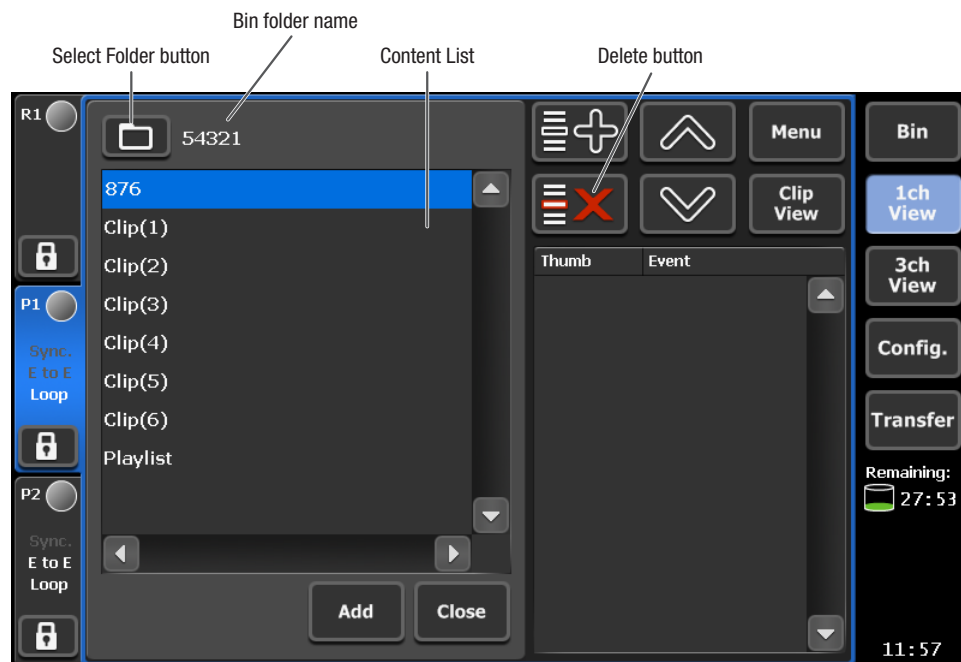 Bin folder name
Select Folder button
Content List
Delete button
R1
54321
876
Clip(1)
Clip(2)
Clip(3)
Clip(4)
Clip(5)
Clip(6)
Playlist
Add
Close
P1
Sync.
E to E
Loop
P2
Sync.
E to E
Loop
Menu
Clip
View
Thumb
Event
Bin
1ch
View
3ch
View
Config.
Transfer
Remaining:
27:53
11:57